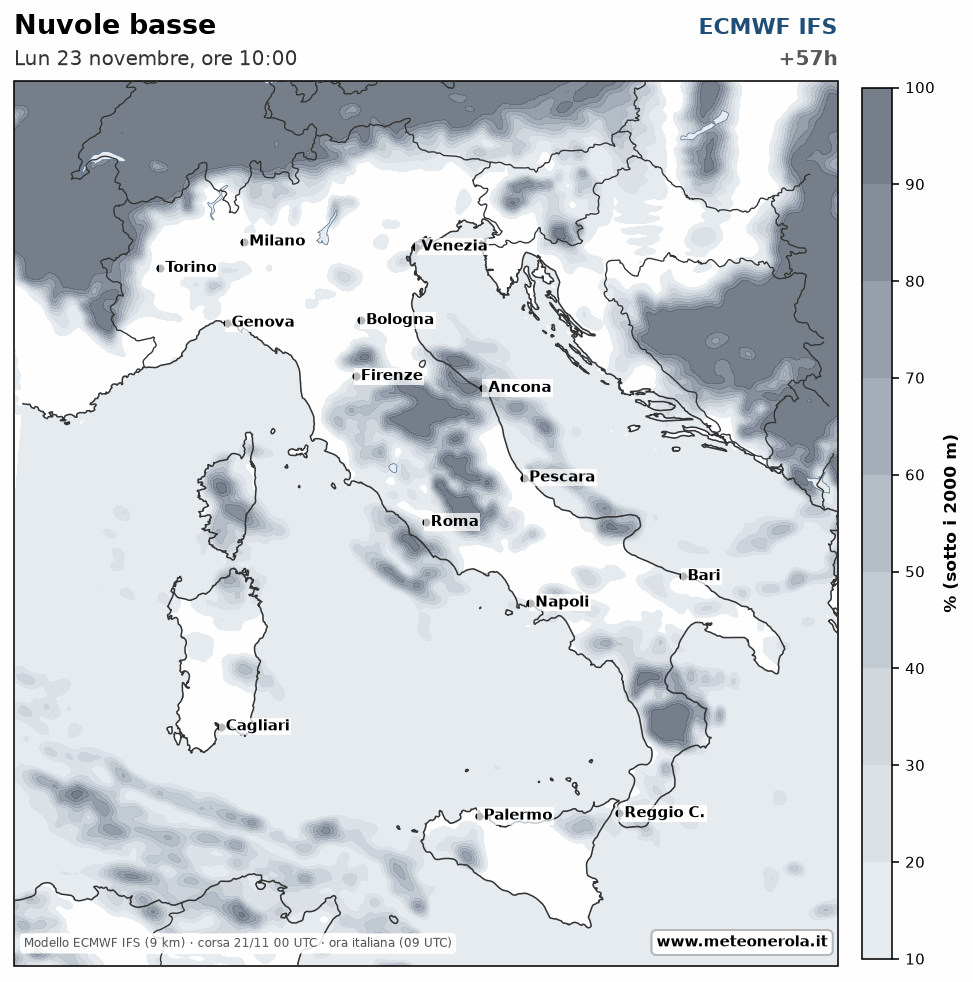 Nuvole basse
ECMWF IFS
Lun 23 novembre, ore 10:00
+57h
Milano
Venezia
Torino
Genova
Bologna
Firenze
Ancona
Pescara
Roma
Bari
Napoli
Cagliari
Palermo
Reggio C.
100
90
80
70
60
50
40
30
20
10
% (sotto i 2000 m)
Modello ECMWF IFS (9 km) · corsa 21/11 00 UTC · ora italiana (09 UTC)
www.meteonerola.it